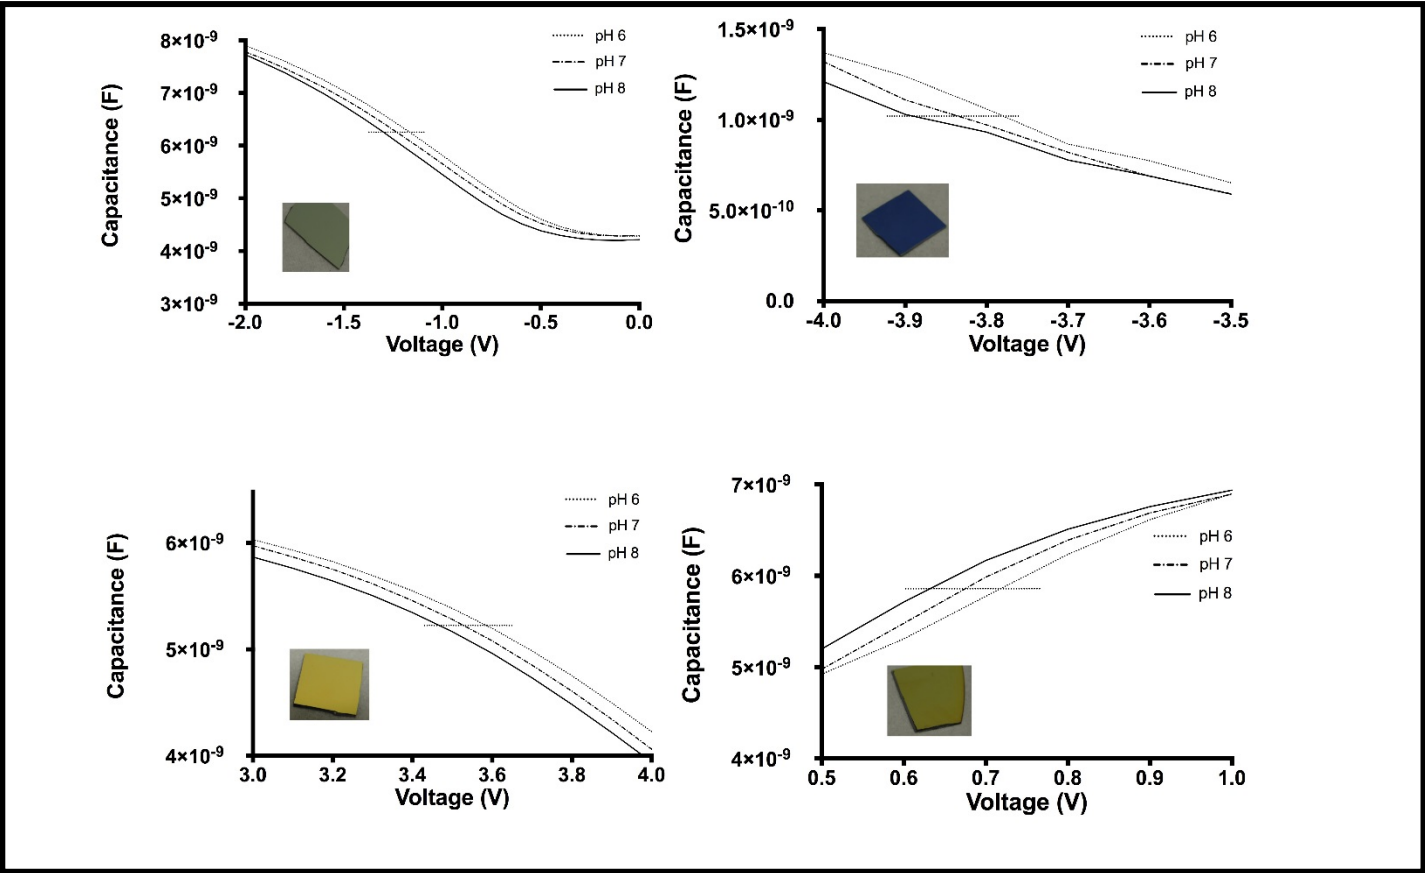 8×10⁻⁹
7×10⁻⁹
6×10⁻⁹
5×10⁻⁹
4×10⁻⁹
3×10⁻⁹
Capacitance (F)
pH 6
pH 7
pH 8
-2.0 -1.5 -1.0 -0.5 0.0
Voltage (V)
1.5×10⁻⁹
1.0×10⁻⁹
5.0×10⁻¹⁰
0.0
Capacitance (F)
pH 6
pH 7
pH 8
-4.0 -3.9 -3.8 -3.7 -3.6 -3.5
Voltage (V)
6×10⁻⁹
5×10⁻⁹
4×10⁻⁹
Capacitance (F)
pH 6
pH 7
pH 8
3.0 3.2 3.4 3.6 3.8 4.0
Voltage (V)
7×10⁻⁹
6×10⁻⁹
5×10⁻⁹
4×10⁻⁹
Capacitance (F)
pH 6
pH 7
pH 8
0.5 0.6 0.7 0.8 0.9 1.0
Voltage (V)